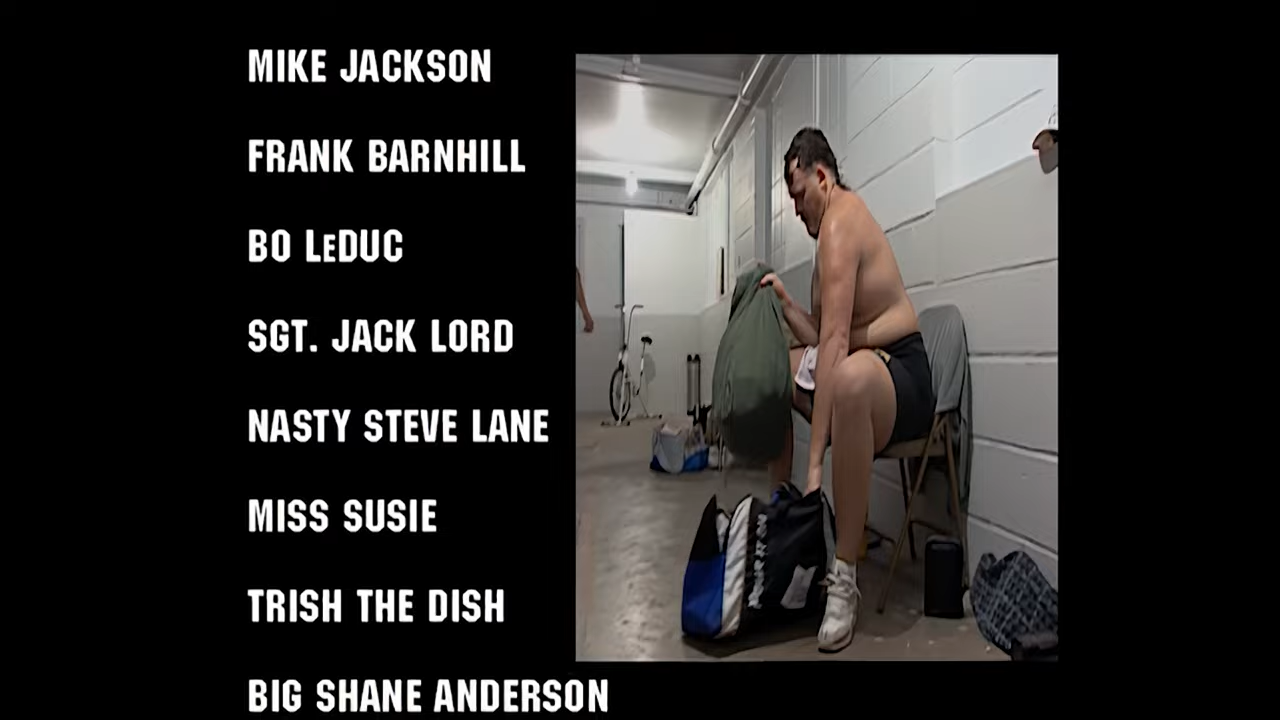 MIKE JACKSON
FRANK BARNHILL
BO LeDUC
SGT. JACK LORD
NASTY STEVE LANE
MISS SUSIE
TRISH THE DISH
BIG SHANE ANDERSON